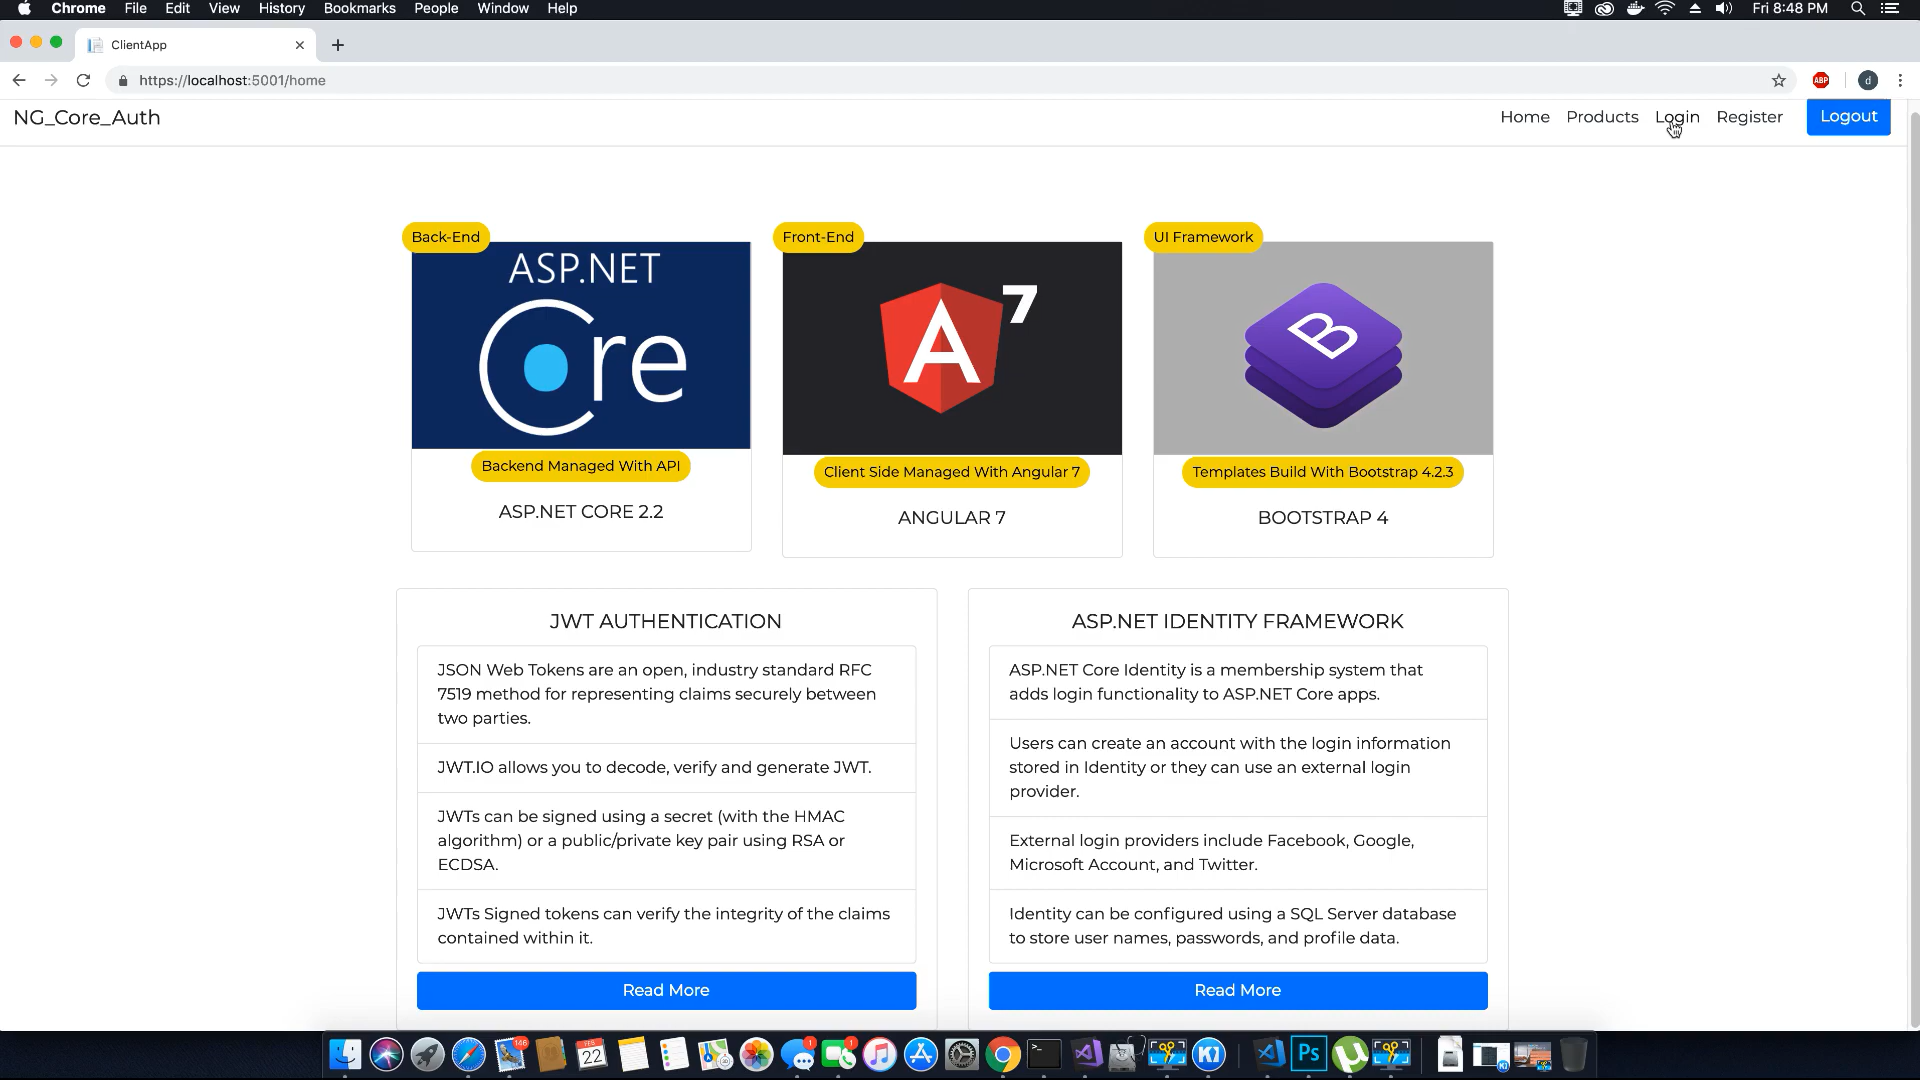 Chrome File Edit View History Bookmarks People Window Help Fri 8:48 PM
ClientApp
https://localhost:5001/home ABP d
NG_Core_Auth Home Products Login Register Logout
Back-End Front-End UI Framework
ASP.NET
Core
A 7
B
Backend Managed With API
Client Side Managed With Angular 7 Templates Build With Bootstrap 4.2.3
ASP.NET CORE 2.2
ANGULAR 7 BOOTSTRAP 4
JWT AUTHENTICATION
JSON Web Tokens are an open, industry standard RFC
7519 method for representing claims securely between
two parties.
JWT.IO allows you to decode, verify and generate JWT.
JWTs can be signed using a secret (with the HMAC
algorithm) or a public/private key pair using RSA or
ECDSA.
JWTs Signed tokens can verify the integrity of the claims
contained within it.
Read More
ASP.NET IDENTITY FRAMEWORK
ASP.NET Core Identity is a membership system that
adds login functionality to ASP.NET Core apps.
Users can create an account with the login information
stored in Identity or they can use an external login
provider.
External login providers include Facebook, Google,
Microsoft Account, and Twitter.
Identity can be configured using a SQL Server database
to store user names, passwords, and profile data.
Read More
146 FEB 22 1 1 Ps